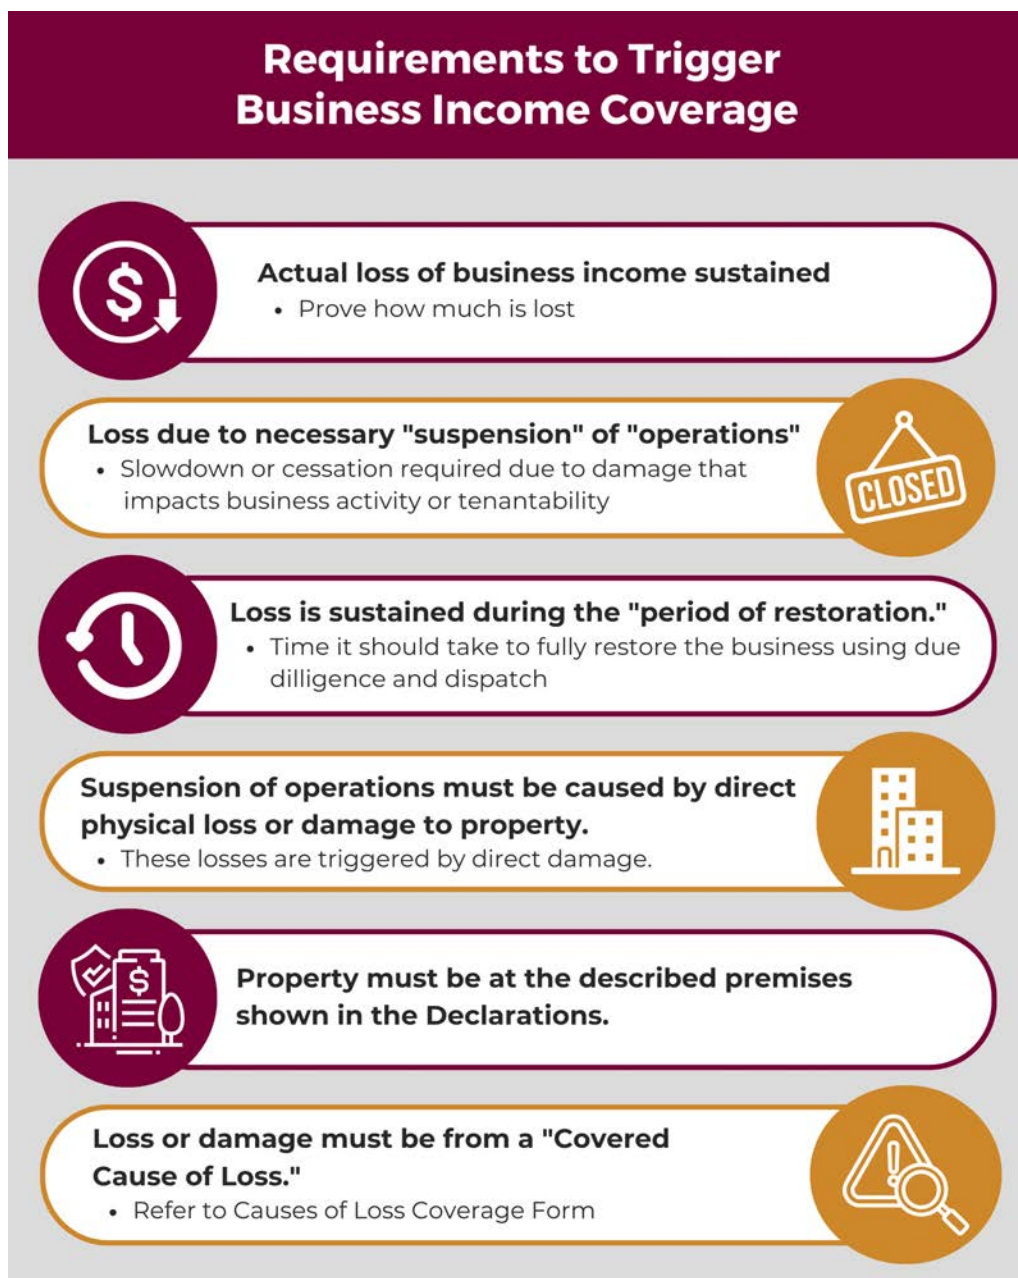 Requirements to Trigger
Business Income Coverage
$
Actual loss of business income sustained
• Prove how much is lost
Loss due to necessary "suspension" of "operations"
• Slowdown or cessation required due to damage that
impacts business activity or tenantability
CLOSED
Loss is sustained during the "period of restoration."
• Time it should take to fully restore the business using due
dilligence and dispatch
Suspension of operations must be caused by direct
physical loss or damage to property.
• These losses are triggered by direct damage.
$
Property must be at the described premises
shown in the Declarations.
Loss or damage must be from a "Covered
Cause of Loss."
• Refer to Causes of Loss Coverage Form